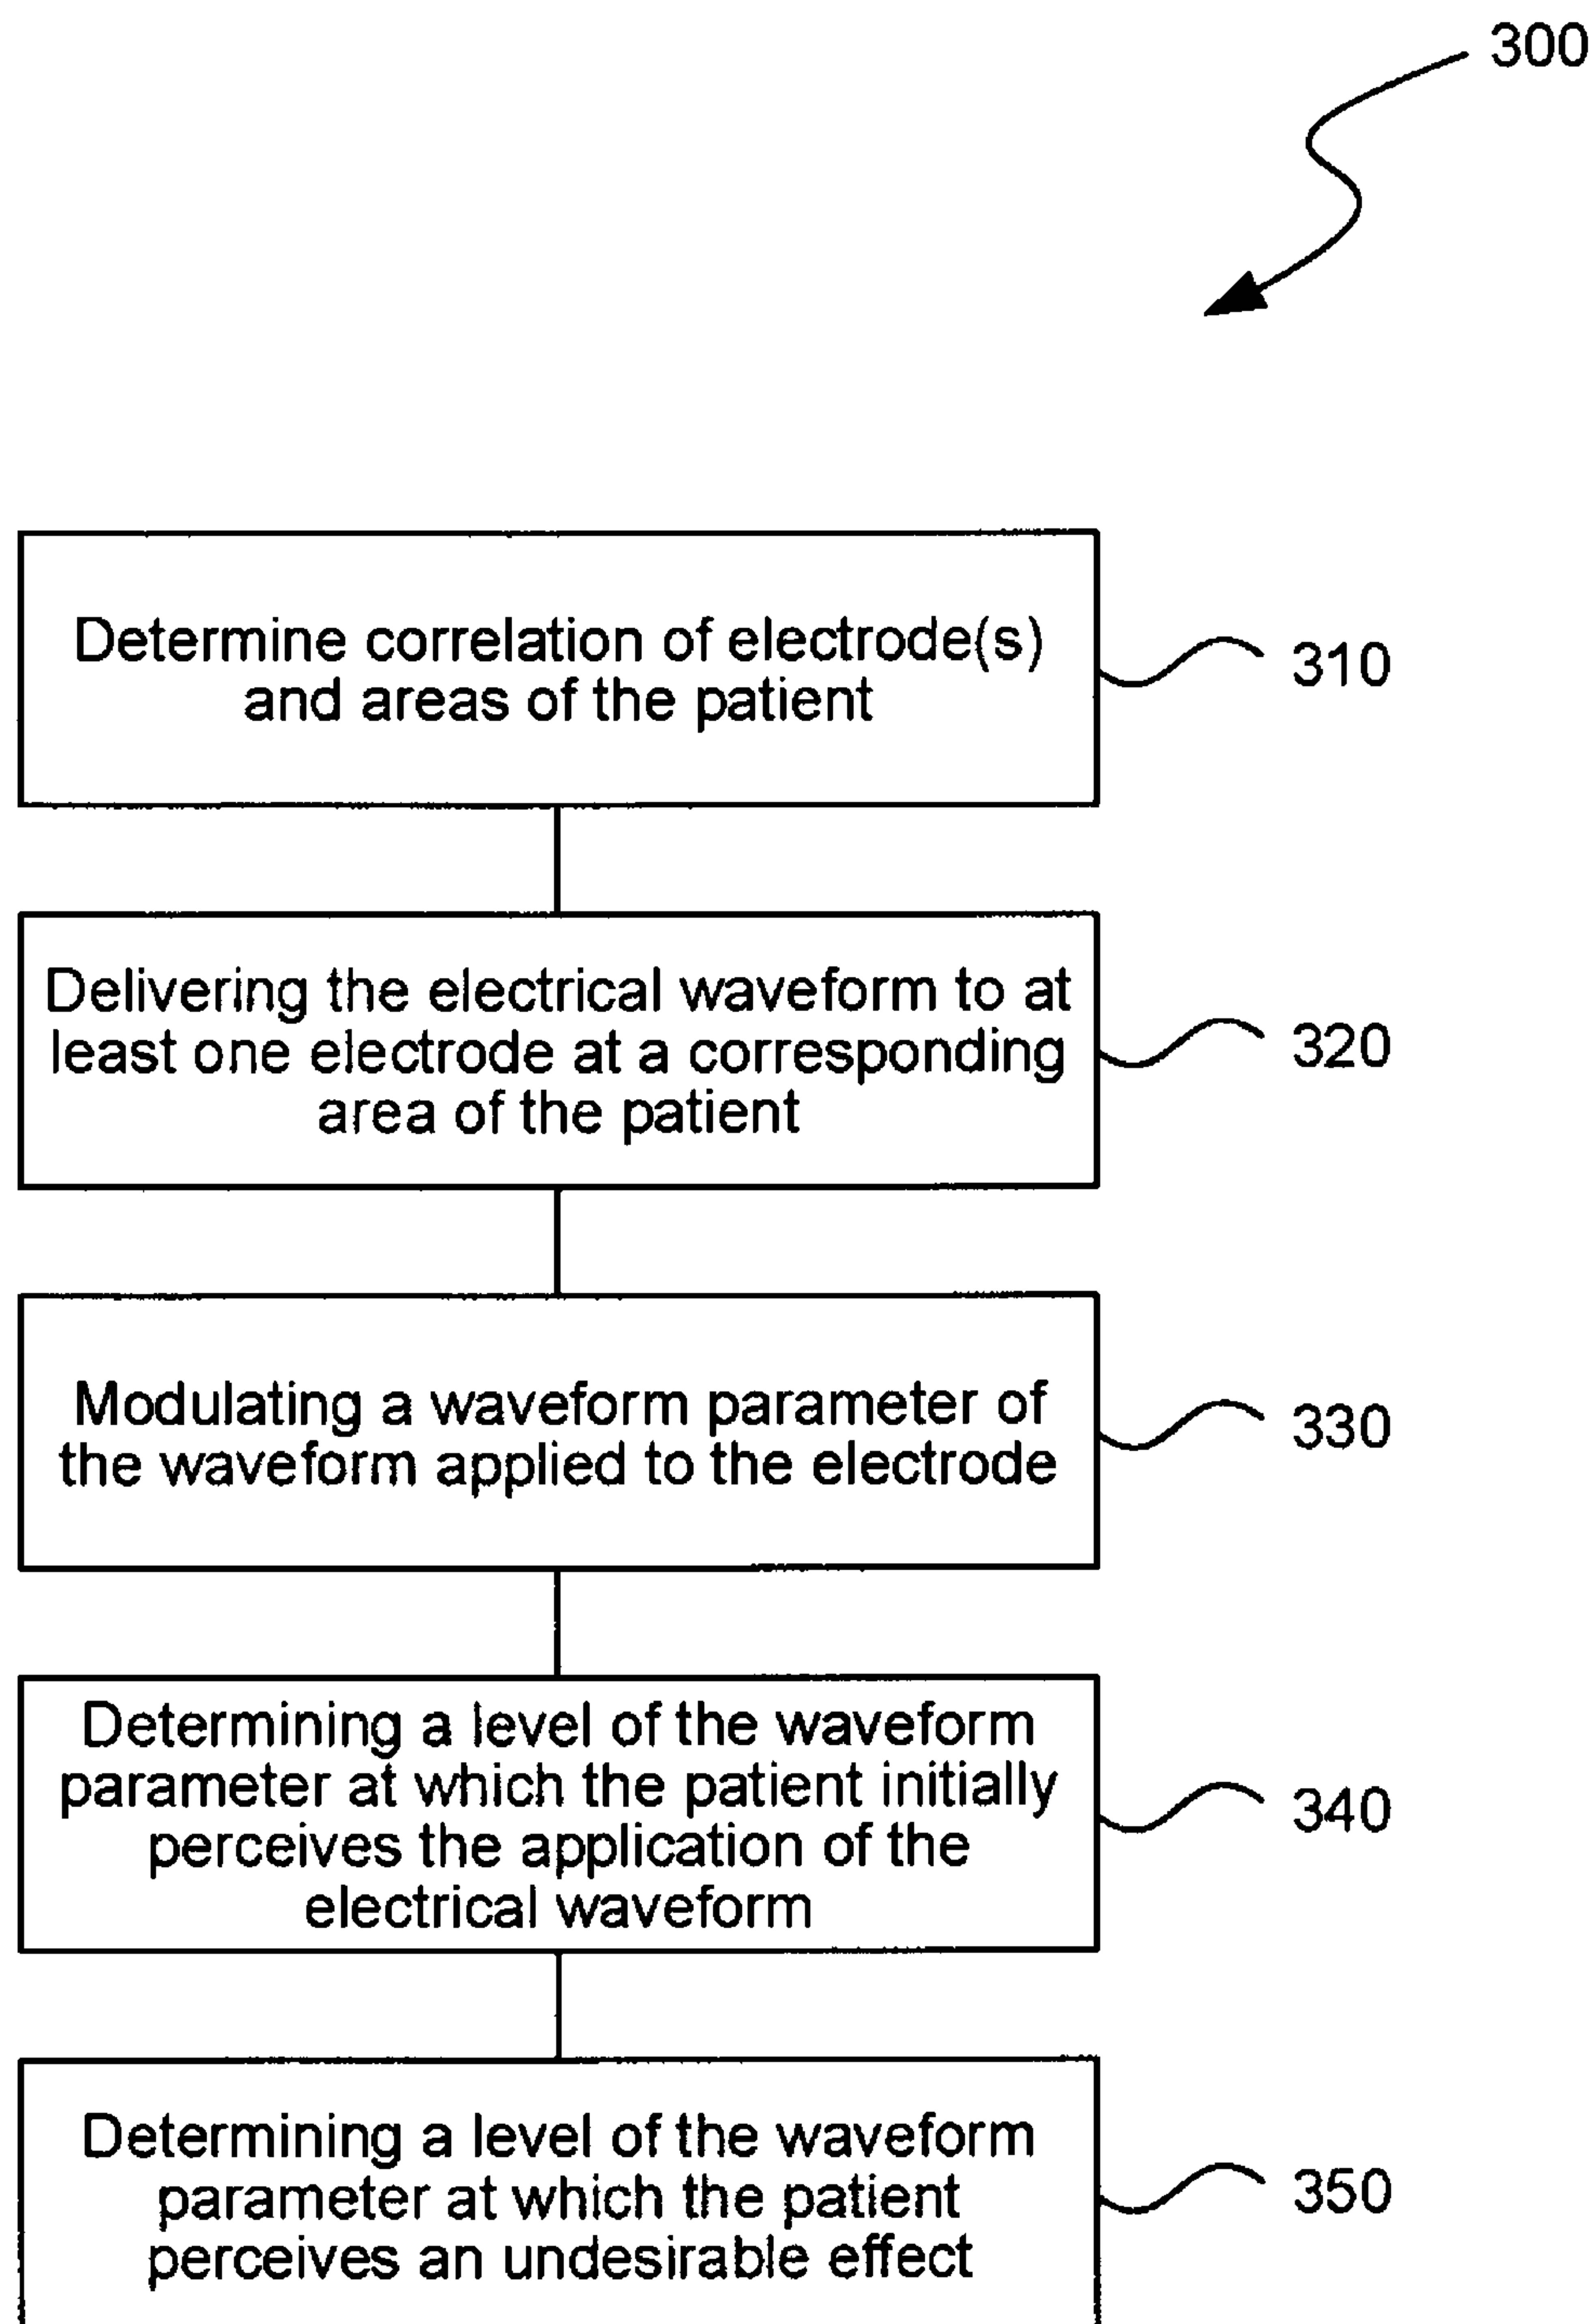 300
Determine correlation of electrode(s)
and areas of the patient
310
Delivering the electrical waveform to at
least one electrode at a corresponding
area of the patient
320
Modulating a waveform parameter of
the waveform applied to the electrode
330
Determining a level of the waveform
parameter at which the patient initially
perceives the application of the
electrical waveform
340
Determining a level of the waveform
parameter at which the patient
perceives an undesirable effect
350